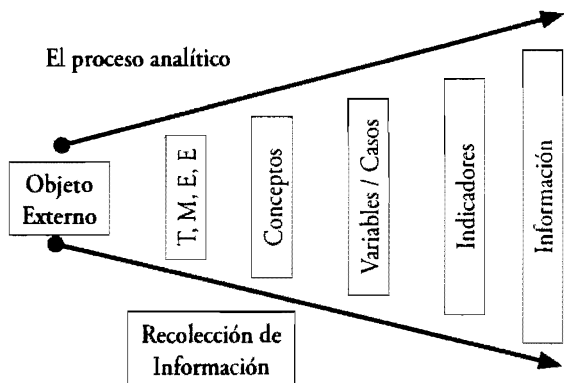 El proceso analítico
Objeto
Externo
T, M, E, E
Conceptos
Variables / Casos
Indicadores
Información
Recolección de
Información